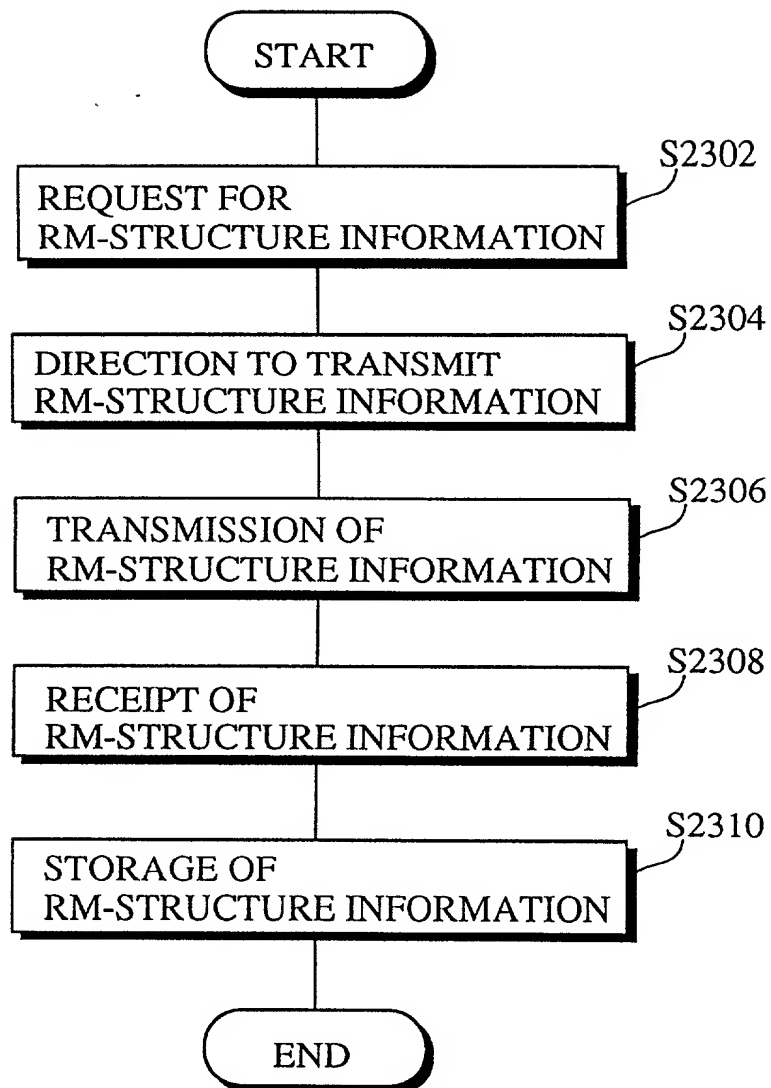 START
S2302
REQUEST FOR
RM-STRUCTURE INFORMATION
S2304
DIRECTION TO TRANSMIT
RM-STRUCTURE INFORMATION
S2306
TRANSMISSION OF
RM-STRUCTURE INFORMATION
S2308
RECEIPT OF
RM-STRUCTURE INFORMATION
S2310
STORAGE OF
RM-STRUCTURE INFORMATION
END